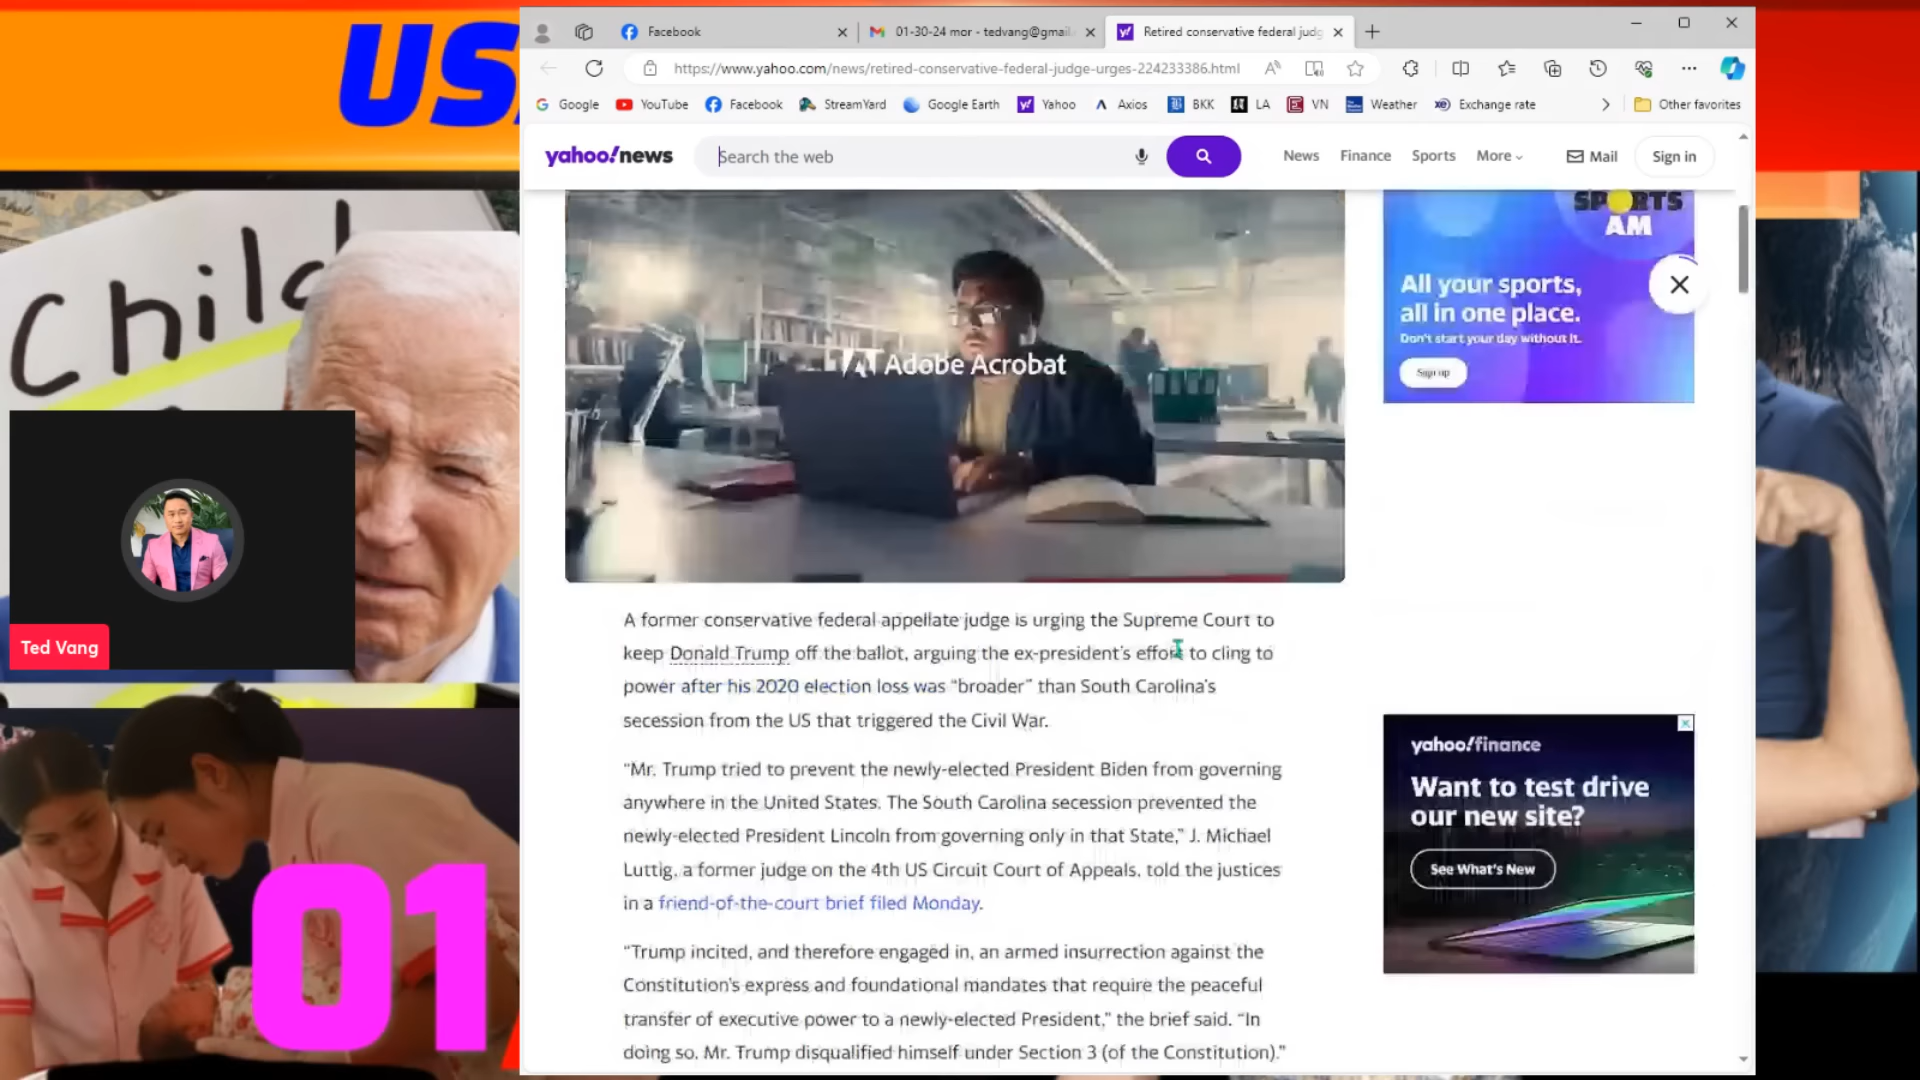 US
Facebook
01-30-24 mor - tedvang@gmail.
Retired conservative federal judg
https://www.yahoo.com/news/retired-conservative-federal-judge-urges-224233386.html
Google
YouTube
Facebook
StreamYard
Google Earth
Yahoo
Axios
BKK
LA
VN
Weather
Exchange rate
Other favorites
yahoo!news
Search the web
News
Finance
Sports
More
Mail
Sign in
Child
SPORTS
AM
All your sports,
all in one place.
Don't start your day without it.
Sign up
Adobe Acrobat
Ted Vang
A former conservative federal appellate judge is urging the Supreme Court to
keep Donald Trump off the ballot, arguing the ex-president's efforts to cling to
power after his 2020 election loss was “broader” than South Carolina's
secession from the US that triggered the Civil War.
“Mr. Trump tried to prevent the newly-elected President Biden from governing
anywhere in the United States. The South Carolina secession prevented the
newly-elected President Lincoln from governing only in that State,” J. Michael
Luttig, a former judge on the 4th US Circuit Court of Appeals, told the justices
in a friend-of-the-court brief filed Monday.
“Trump incited, and therefore engaged in, an armed insurrection against the
Constitution's express and foundational mandates that require the peaceful
transfer of executive power to a newly-elected President,” the brief said. “In
doing so, Mr. Trump disqualified himself under Section 3 (of the Constitution).”
yahoo!finance
Want to test drive
our new site?
See What's New
01